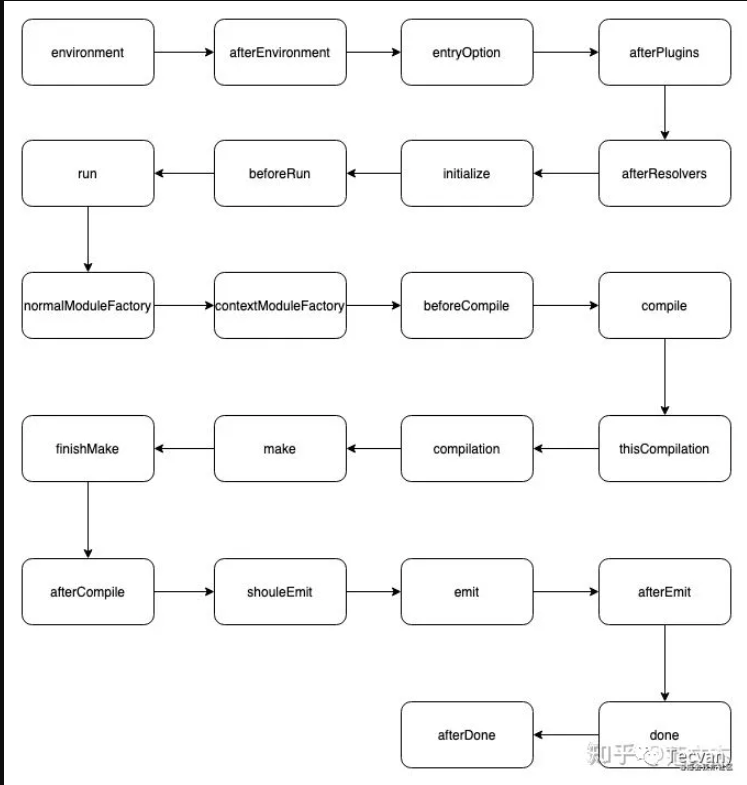 environment
afterEnvironment
entryOption
afterPlugins
run
beforeRun
initialize
afterResolvers
normalModuleFactory
contextModuleFactory
beforeCompile
compile
finishMake
make
compilation
thisCompilation
afterCompile
shouleEmit
emit
afterEmit
afterDone
done
知乎
Tecvan